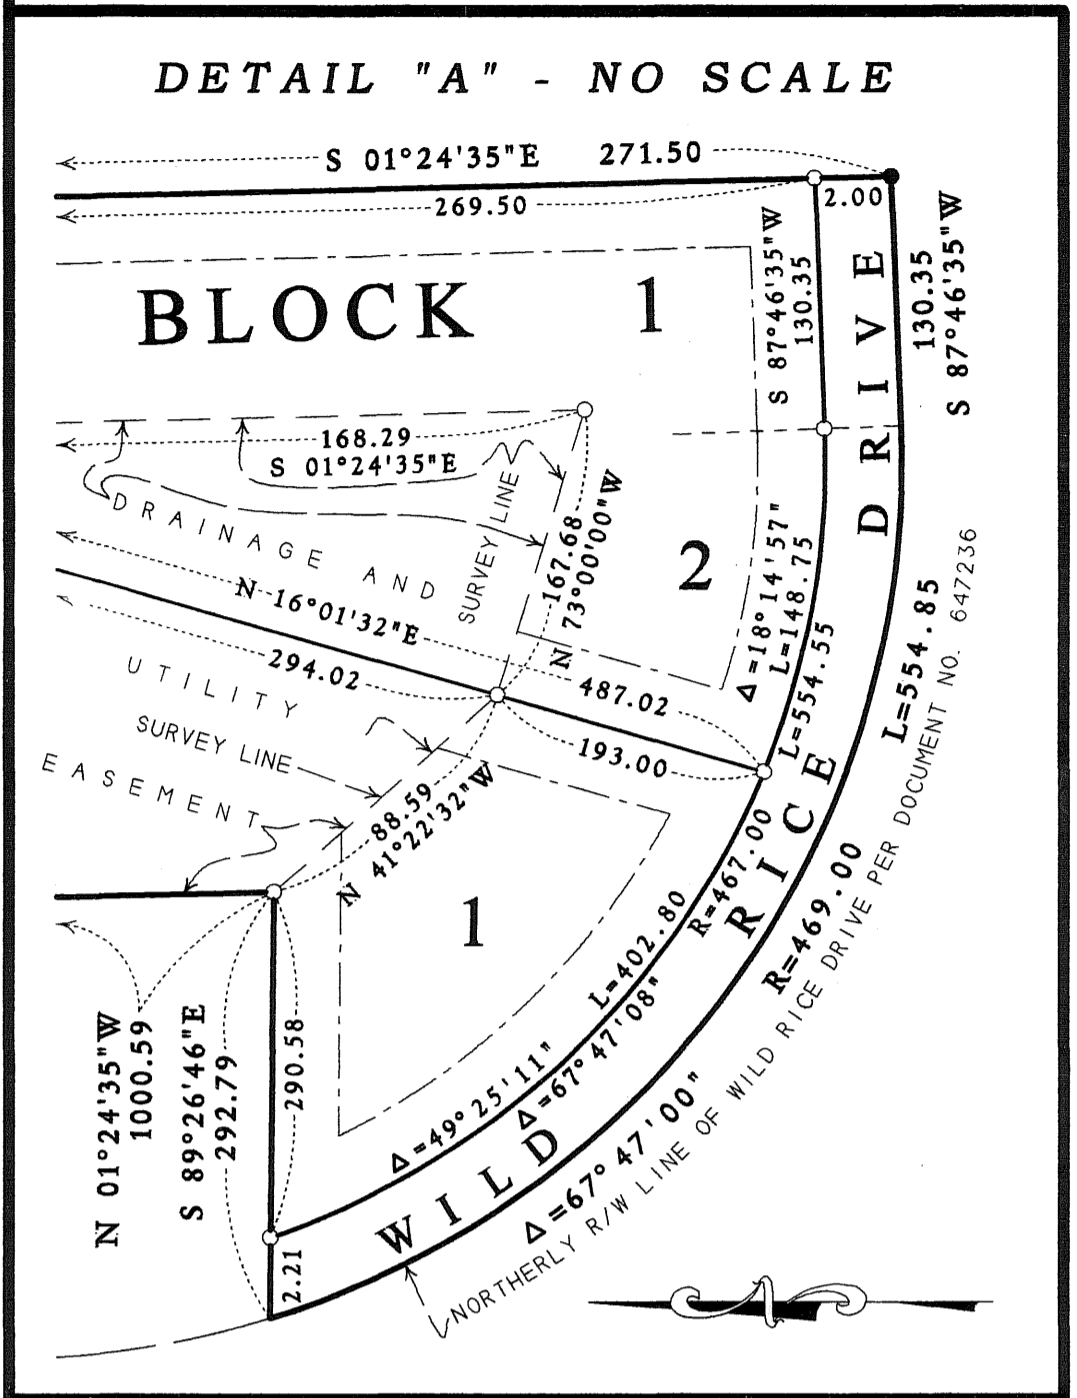 DETAIL "A" - NO SCALE
S 01°24'35"E 271.50
269.50
2.00
S 87°46'35"W
130.35
130.35
S 87°46'35"W
BLOCK 1
168.29
S 01°24'35"E
SURVEY LINE
167.68
N 73°00'00"W
DRAINAGE AND
UTILITY
EASEMENT
N 16°01'32"E
487.02
294.02
193.00
2
Δ=18°14'57"
L=148.75
L=554.55
R=467.00
L=554.85
R=469.00
SURVEY LINE
88.59
N 41°22'32"W
1
L=402.80
Δ=49°25'11"
Δ=67°47'08"
Δ=67°47'00"
WILD RICE DRIVE
NORTHERLY R/W LINE OF WILD RICE DRIVE PER DOCUMENT NO. 647236
N 01°24'35"W
1000.59
S 89°26'46"E
292.79
290.58
2.21